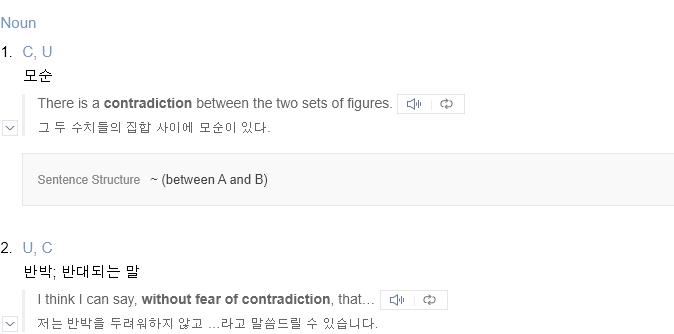 Noun
1. C, U
모순
There is a contradiction between the two sets of figures.
그 두 수치들의 집합 사이에 모순이 있다.
Sentence Structure ~ (between A and B)
2. U, C
반박; 반대되는 말
I think I can say, without fear of contradiction, that…
저는 반박을 두려워하지 않고 …라고 말씀드릴 수 있습니다.